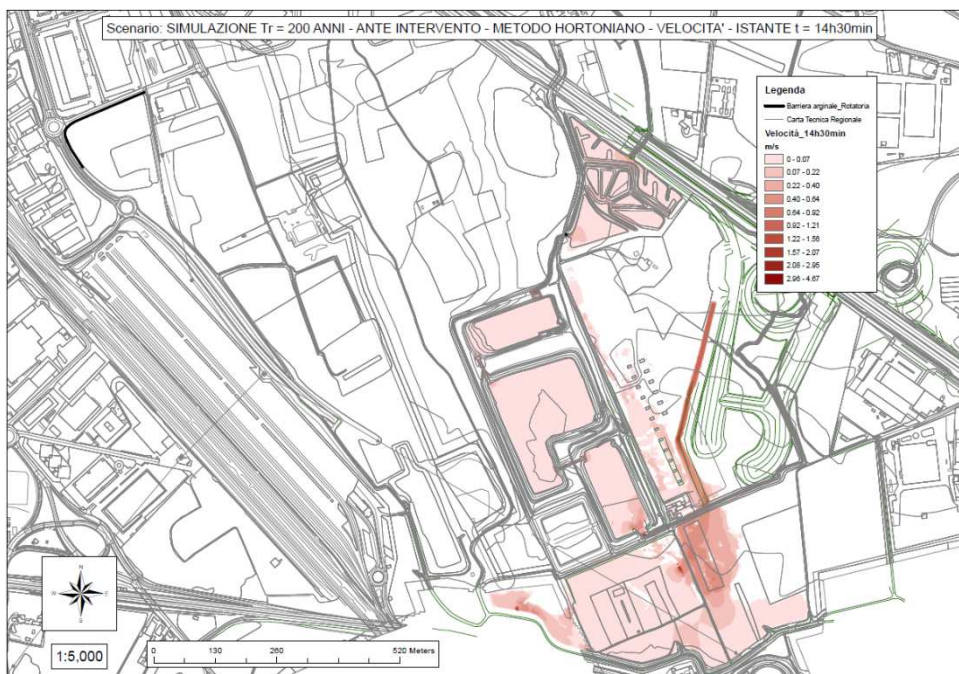 Scenario: SIMULAZIONE Tr = 200 ANNI - ANTE INTERVENTO - METODO HORTONIANO - VELOCITA' - ISTANTE t = 14h30min
Legenda
Barriera arginale_Rotatoria
Carta Tecnica Regionale
Velocità_14h30min
m/s
0 - 0.07
0.07 - 0.22
0.22 - 0.40
0.40 - 0.64
0.64 - 0.92
0.92 - 1.21
1.22 - 1.56
1.57 - 2.07
2.08 - 2.95
2.96 - 4.67
N
W
E
S
1:5,000
0 130 260 520 Meters